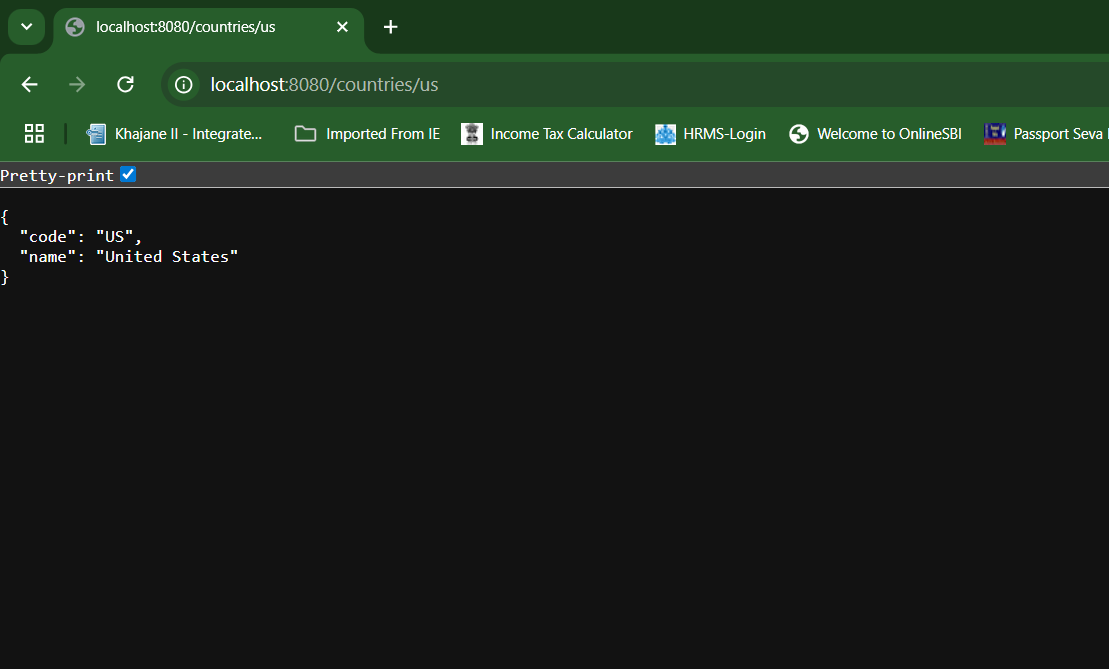 localhost:8080/countries/us
localhost:8080/countries/us
Khajane II - Integrate... Imported From IE Income Tax Calculator HRMS-Login Welcome to OnlineSBI Passport Seva
Pretty-print
{
  "code": "US",
  "name": "United States"
}